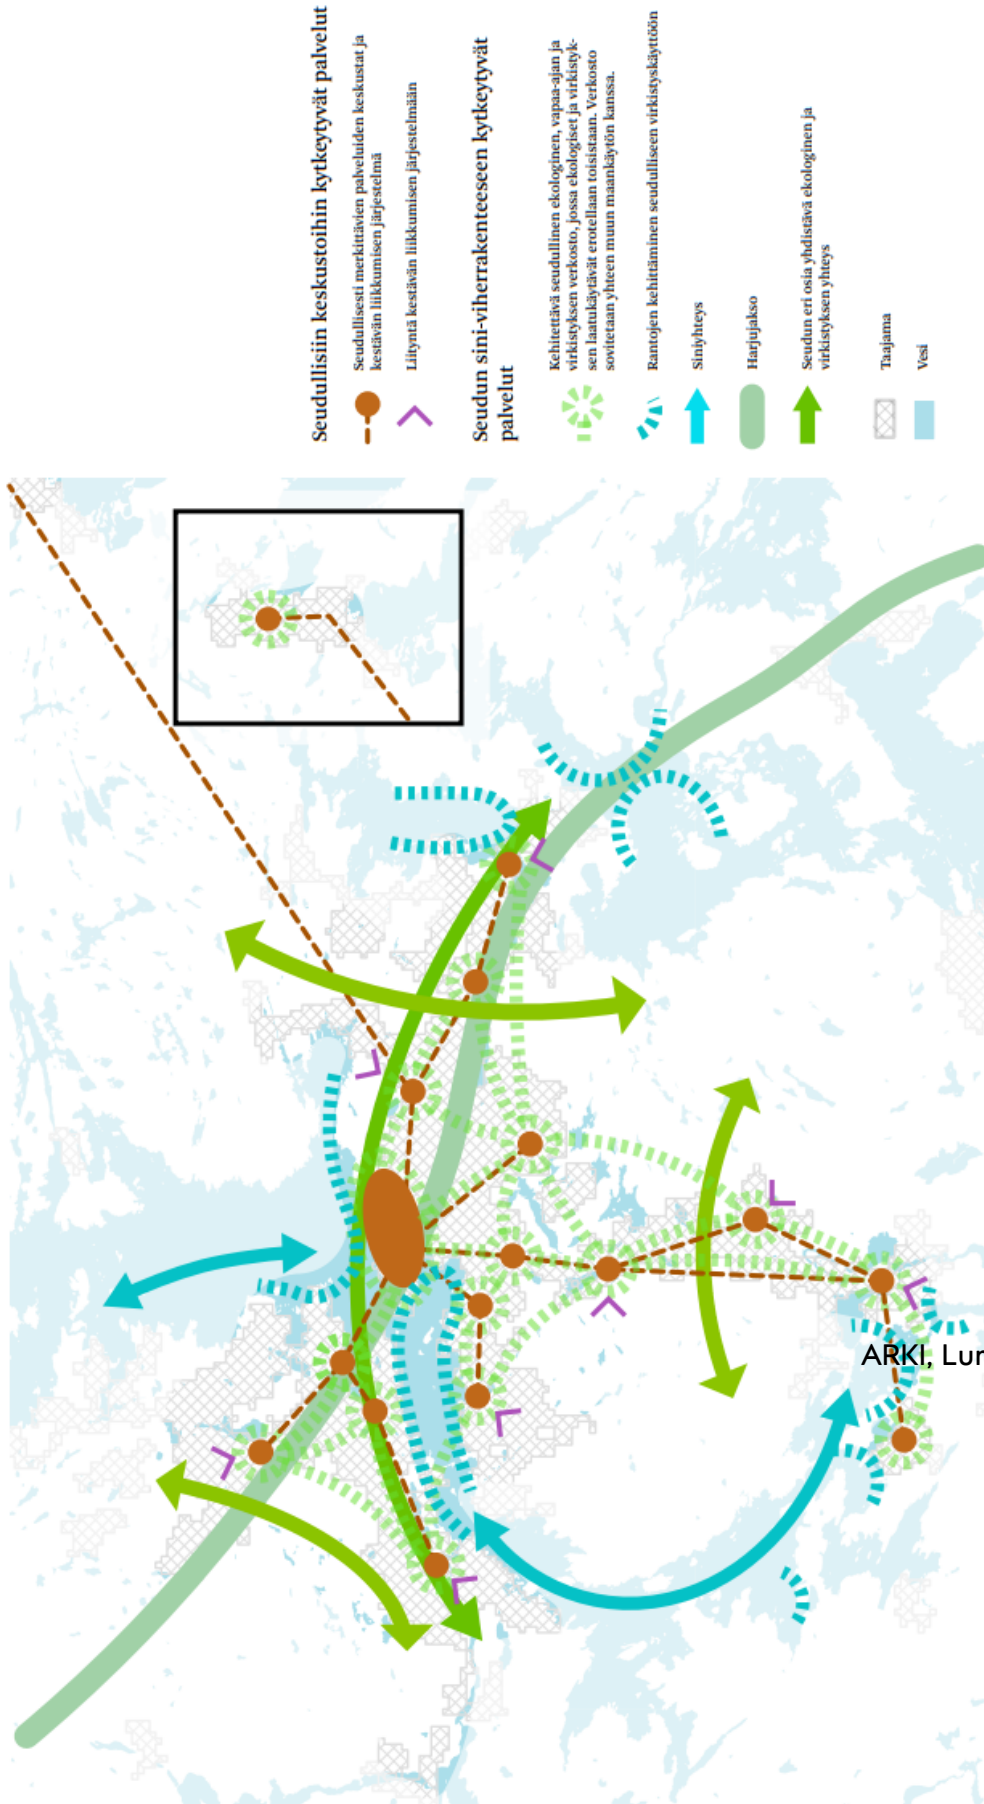 Seudullisiin keskustoihin kytkeytyvät palvelut
Seudullisesti merkittävien palveluiden keskustat ja
kestävän liikkumisen järjestelmä
Liityntä kestävän liikkumisen järjestelmään
Seudun sini-viherrakenteeseen kytkeytyvät
palvelut
Kehitettävä seudullinen ekologinen, vapaa-ajan ja
virkistyksen verkosto, jossa ekologiset ja virkistyk-
sen laatukäytävät erotellaan toisistaan. Verkosto
sovitetaan yhteen muun maankäytön kanssa.
Rantojen kehittäminen seudulliseen virkistyskäyttöön
Siniyhteys
Harjujakso
Seudun eri osia yhdistävä ekologinen ja
virkistyksen yhteys
Taajama
Vesi
ARKI, Lur